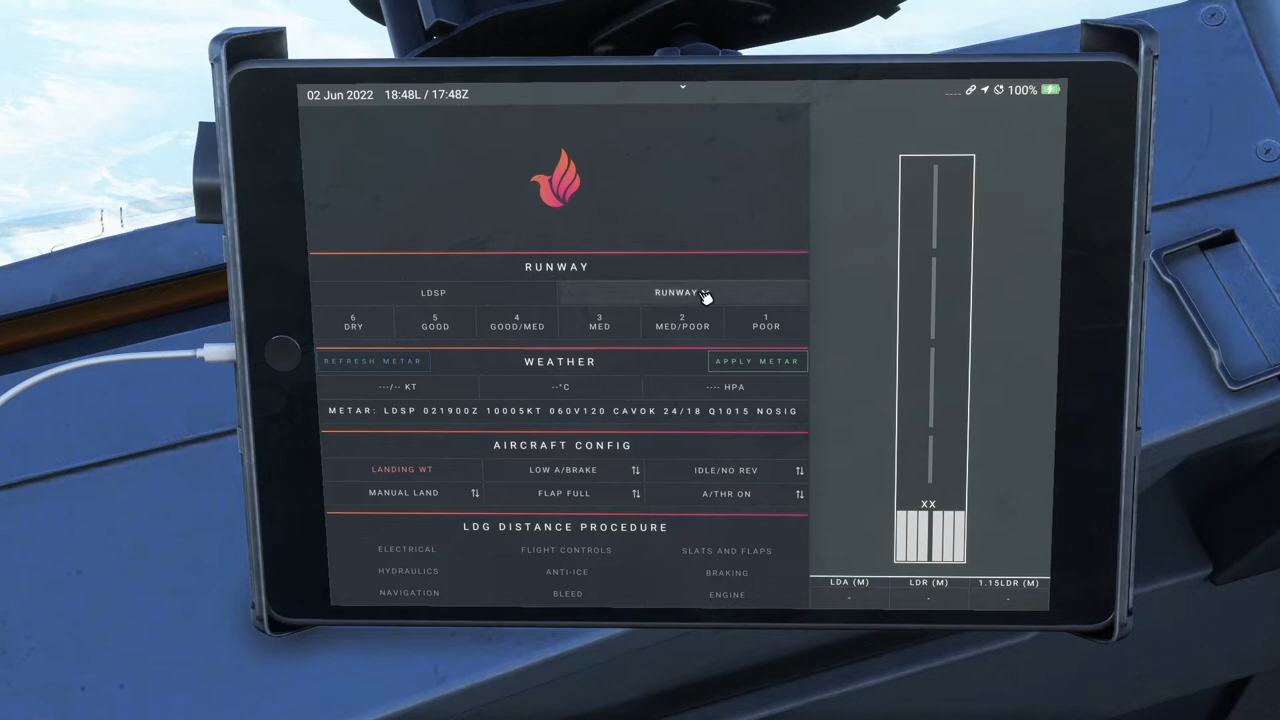 02 Jun 2022 18:48L / 17:48Z
100%
RUNWAY
LDSP RUNWAY
6 5 4 3 2 1
DRY GOOD GOOD/MED MED MED/POOR POOR
REFRESH METAR WEATHER APPLY METAR
---/-- KT --°C ---- HPA
METAR: LDSP 021900Z 10005KT 060V120 CAVOK 24/18 Q1015 NOSIG
AIRCRAFT CONFIG
LANDING WT LOW A/BRAKE IDLE/NO REV
MANUAL LAND FLAP FULL A/THR ON
LDG DISTANCE PROCEDURE
ELECTRICAL FLIGHT CONTROLS SLATS AND FLAPS
HYDRAULICS ANTI-ICE BRAKING
NAVIGATION BLEED ENGINE
XX
LDA (M) LDR (M) 1.15LDR (M)
- - -